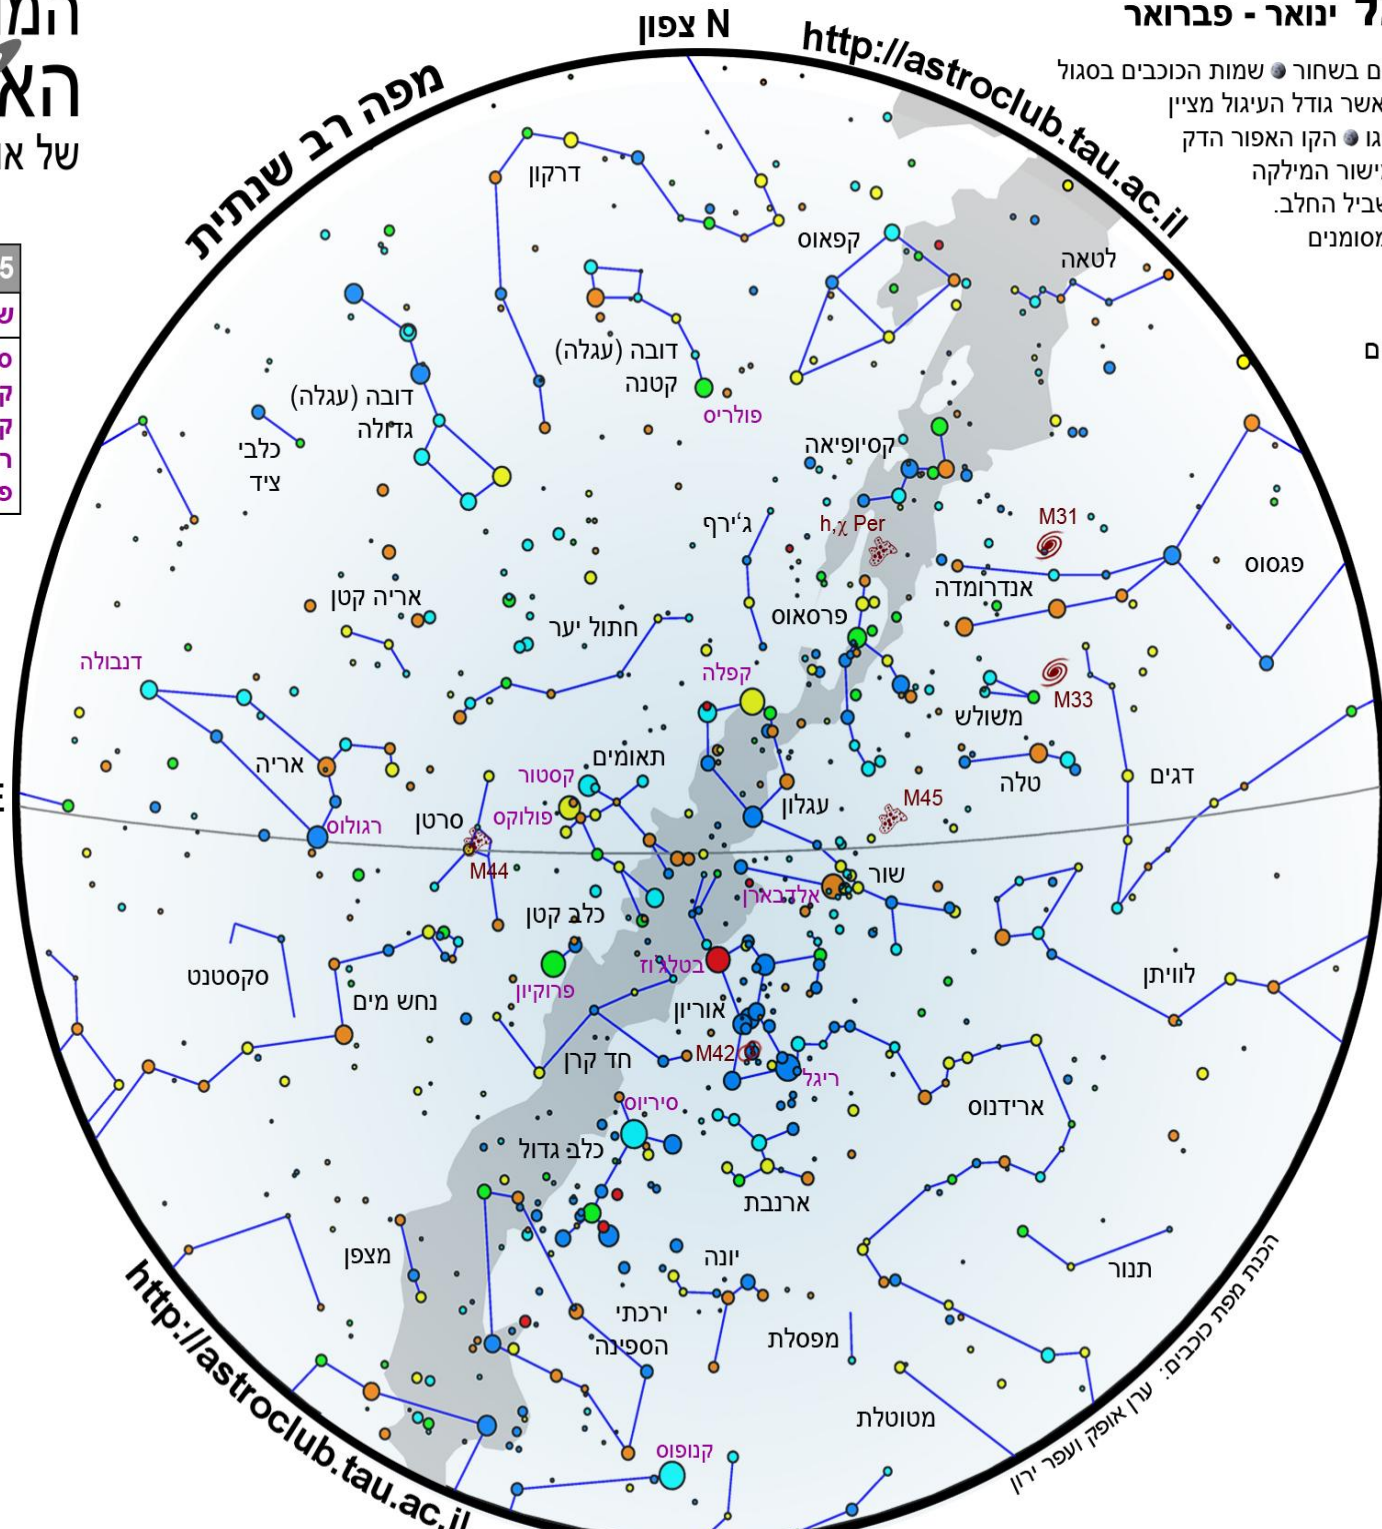 צפון N
ינואר - פברואר
http://astroclub.tau.ac.il
מפה רב שנתית
של
ם בשחור
שמות הכוכבים בסגול
אשר גודל העיגול מציין
הקו האפור הדק
ישור המילקה
שביל החלב.
מסומנים
ם
5
דרקון
קפאוס
לטאה
דובה (עגלה)
קטנה
פולריס
דובה (עגלה)
גדולה
כלבי
ציד
קסיופיאה
h,χ Per
M31
ג'ירף
פגסוס
אנדרומדה
אריה קטן
חתול יער
פרסאוס
דנבולה
קפלה
M33
משולש
אריה
תאומים
קסטור
פולוקס
עגלון
טלה
דגים
M45
רגולוס
סרטן
M44
שור
אלדבארן
כלב קטן
סקסטנט
נחש מים
פרוקיון
בטלג'וז
לוויתן
אוריון
חד קרן
M42
ריגל
ארידנוס
סיריוס
כלב גדול
ארנבת
מצפן
יונה
תנור
ירכתי
הספינה
מפסלת
מטוטלת
קנופוס
http://astroclub.tau.ac.il
הכנת מפת כוכבים: ערן אופק ועפר ירון